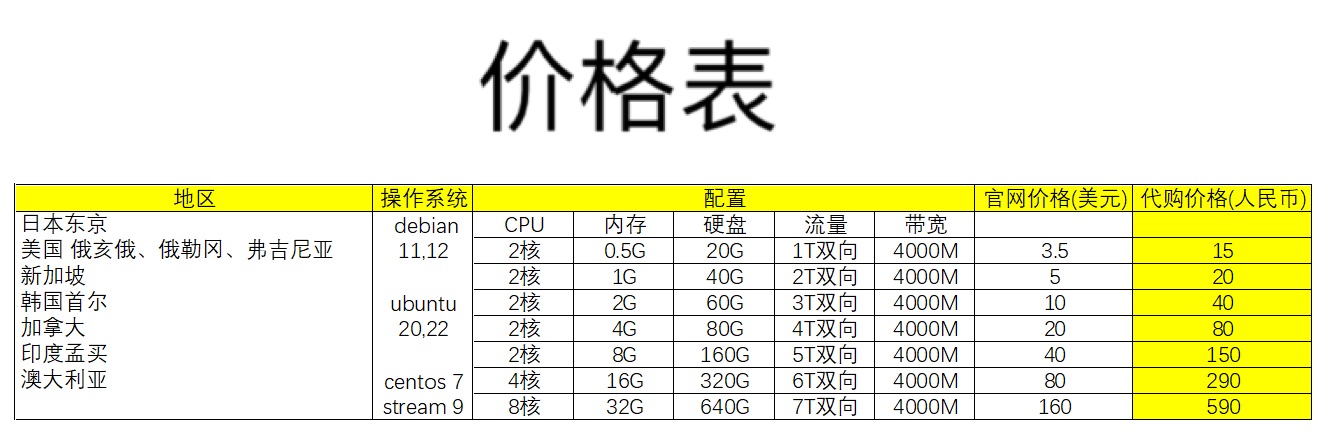 价格表
地区 操作系统 配置 官网价格(美元) 代购价格(人民币)
日本东京 debian CPU 内存 硬盘 流量 带宽
美国 俄亥俄、俄勒冈、弗吉尼亚 11,12 2核 0.5G 20G 1T双向 4000M 3.5 15
新加坡 2核 1G 40G 2T双向 4000M 5 20
韩国首尔 ubuntu 2核 2G 60G 3T双向 4000M 10 40
加拿大 20,22 2核 4G 80G 4T双向 4000M 20 80
印度孟买 2核 8G 160G 5T双向 4000M 40 150
澳大利亚 centos 7 4核 16G 320G 6T双向 4000M 80 290
stream 9 8核 32G 640G 7T双向 4000M 160 590